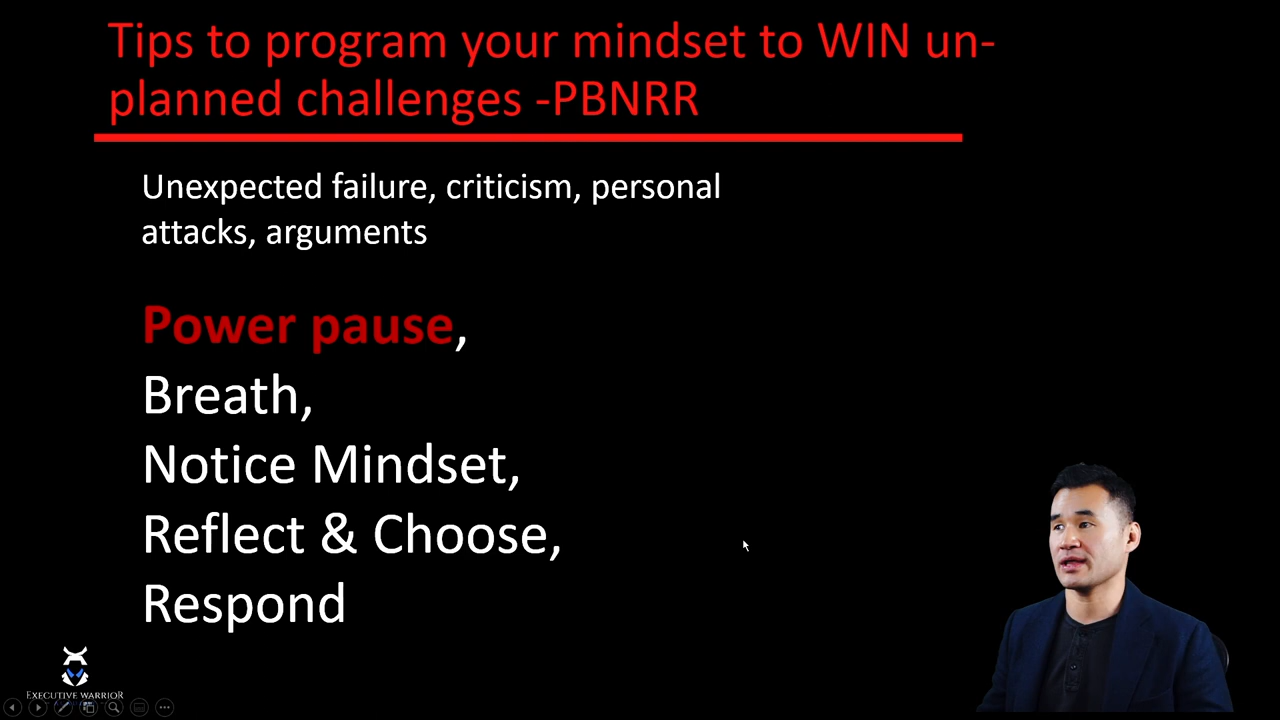 Tips to program your mindset to WIN un-
planned challenges -PBNRR
Unexpected failure, criticism, personal
attacks, arguments
Power pause,
Breath,
Notice Mindset,
Reflect & Choose,
Respond
EXECUTIVE WARRIOR